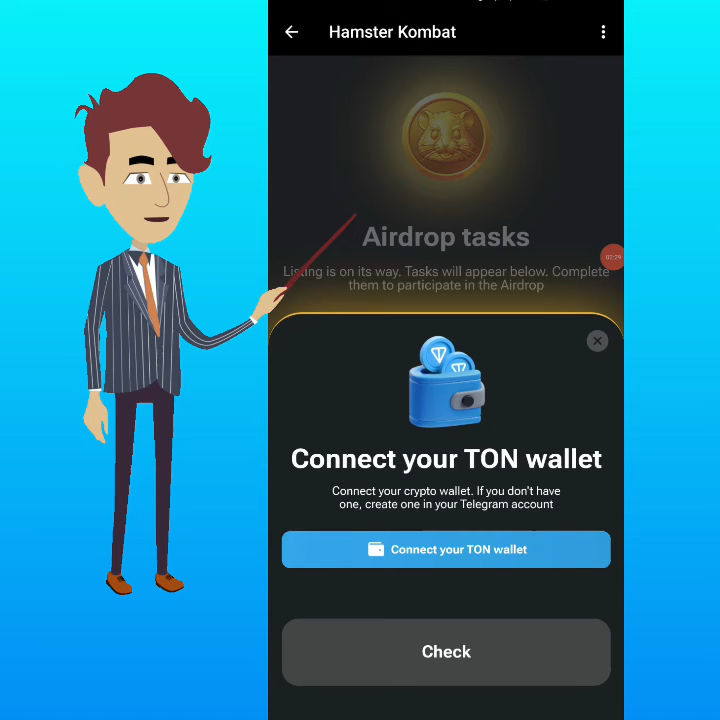 Hamster Kombat
Airdrop tasks
Listing is on its way. Tasks will appear below. Complete
them to participate in the Airdrop
02:29
Connect your TON wallet
Connect your crypto wallet. If you don't have
one, create one in your Telegram account
Connect your TON wallet
Check